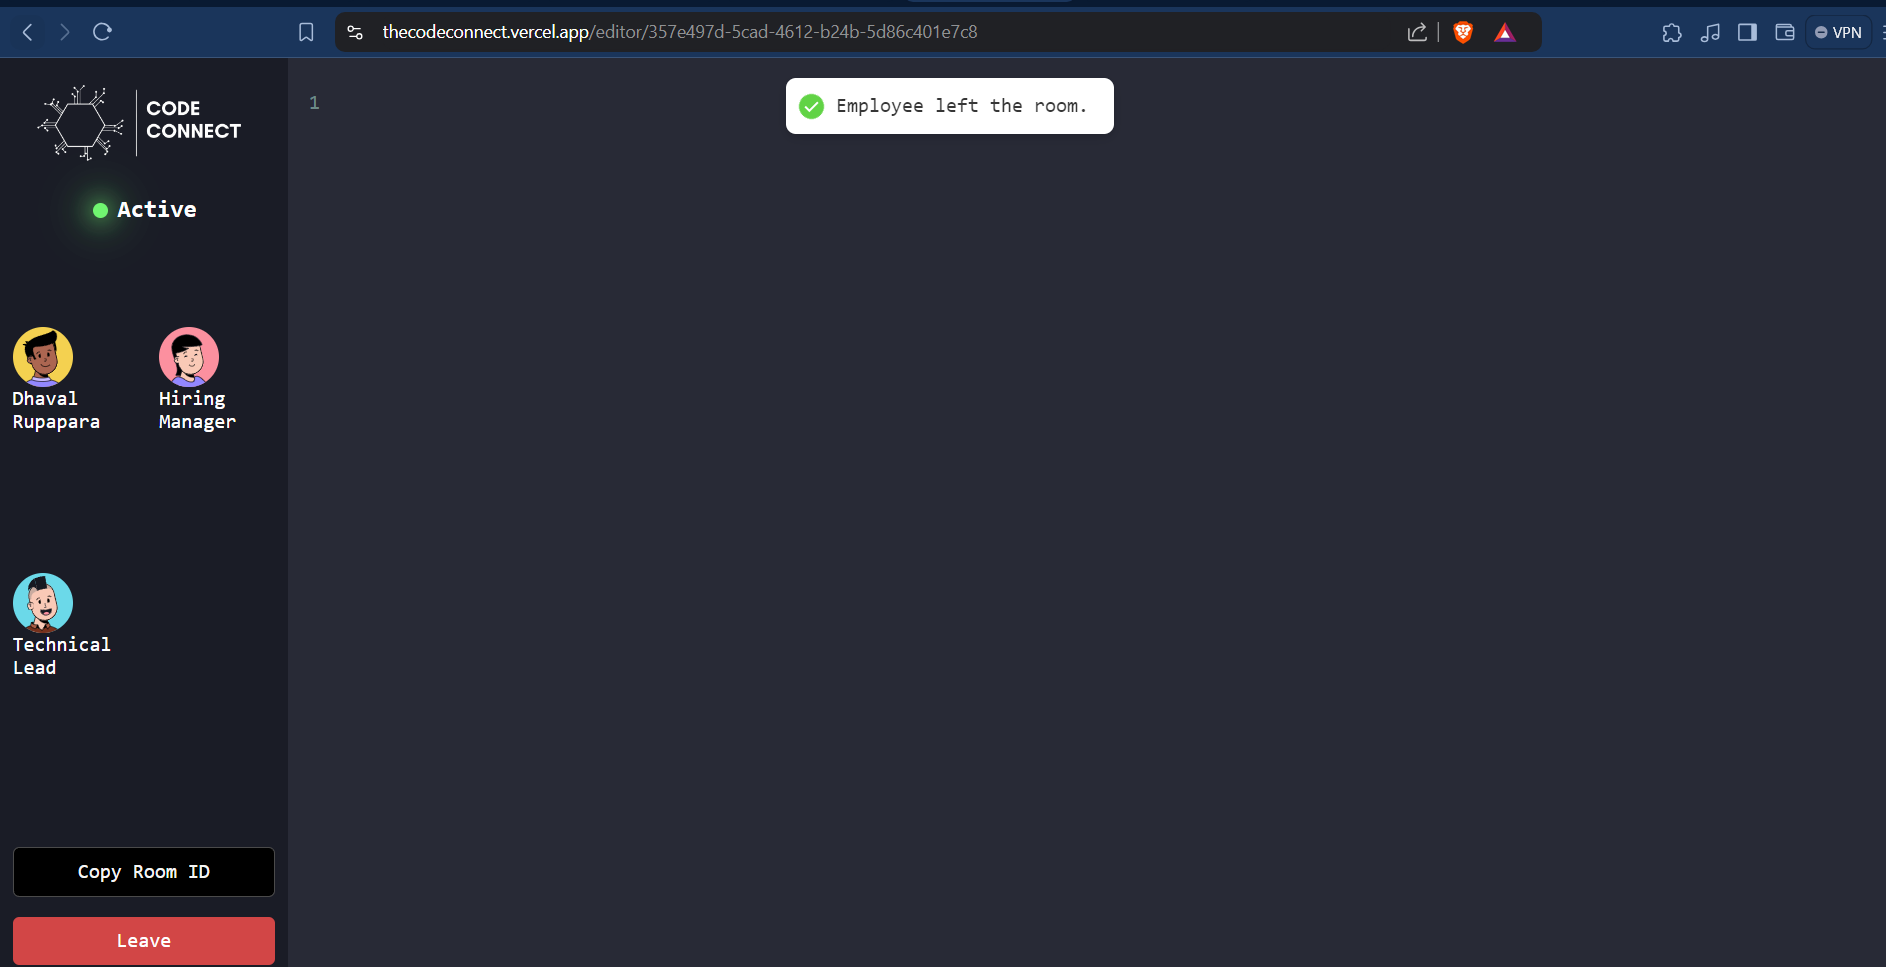 thecodeconnect.vercel.app/editor/357e497d-5cad-4612-b24b-5d86c401e7c8
VPN
CODE
CONNECT
Active
1
Employee left the room.
Dhaval
Rupapara
Hiring
Manager
Technical
Lead
Copy Room ID
Leave